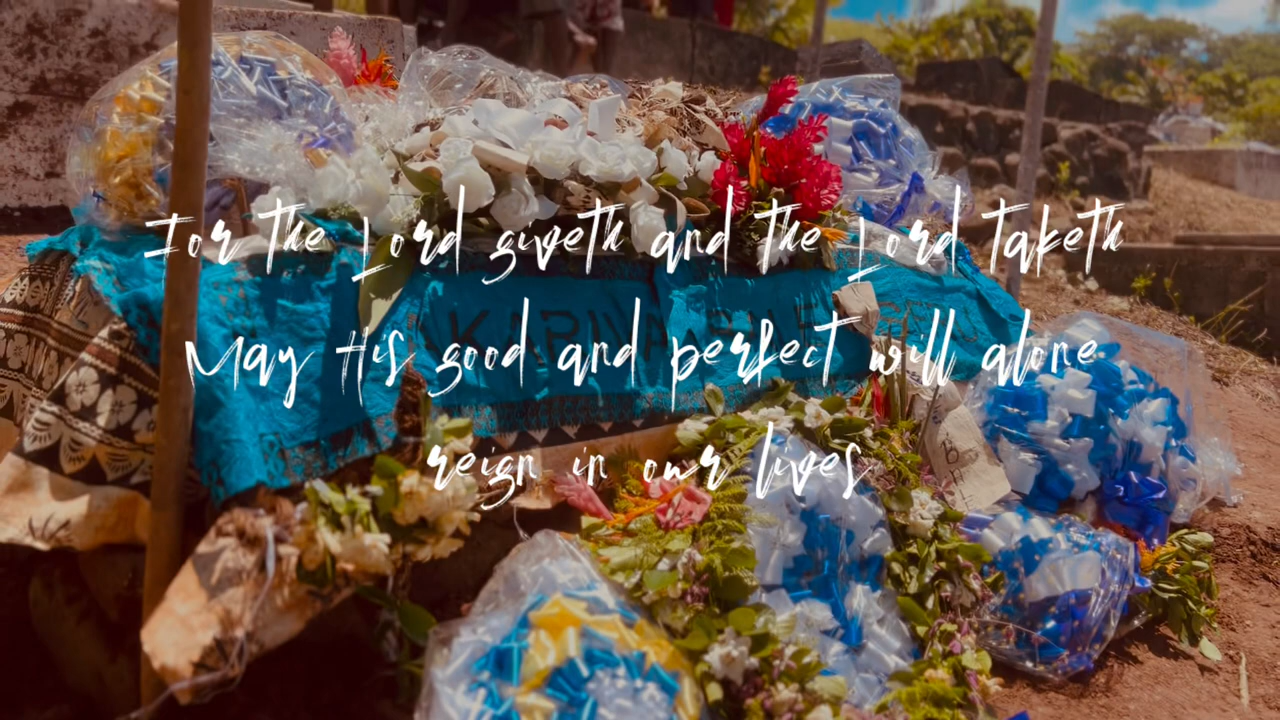 For the Lord giveth and the Lord taketh
May His good and perfect will alone
reign in our lives